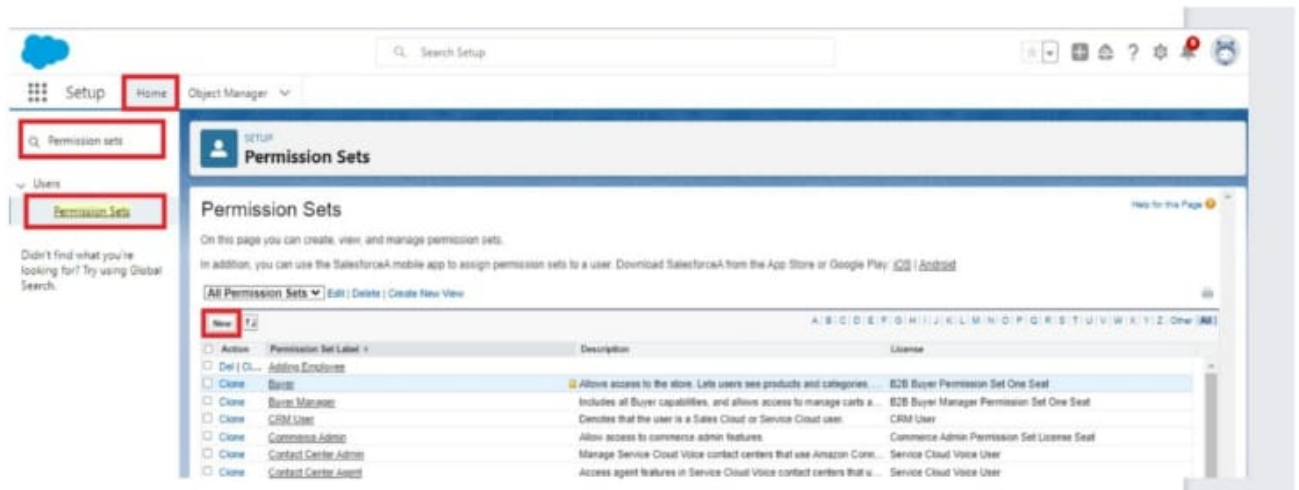 Search Setup
8
Setup Home Object Manager
Permission sets
Users
Permission Sets
Didn't find what you're
looking for? Try using Global
Search.
SETUP
Permission Sets
Permission Sets
Help for this Page
On this page you can create, view, and manage permission sets.
In addition, you can use the SalesforceA mobile app to assign permission sets to a user. Download SalesforceA from the App Store or Google Play: iOS | Android
All Permission Sets Edit | Delete | Create New View
New A | B | C | D | E | F | G | H | I | J | K | L | M | N | O | P | Q | R | S | T | U | V | W | X | Y | Z | Other | All
Action Permission Set Label Description License
Del | Cl... Adding Employee
Clone Buyer Allows access to the store. Lets users see products and categories, ... B2B Buyer Permission Set One Seat
Clone Buyer Manager Includes all Buyer capabilities, and allows access to manage carts a... B2B Buyer Manager Permission Set One Seat
Clone CRM User Denotes that the user is a Sales Cloud or Service Cloud user. CRM User
Clone Commerce Admin Allow access to commerce admin features. Commerce Admin Permission Set License Seat
Clone Contact Center Admin Manage Service Cloud Voice contact centers that use Amazon Conn... Service Cloud Voice User
Clone Contact Center Agent Access agent features in Service Cloud Voice contact centers that u... Service Cloud Voice User